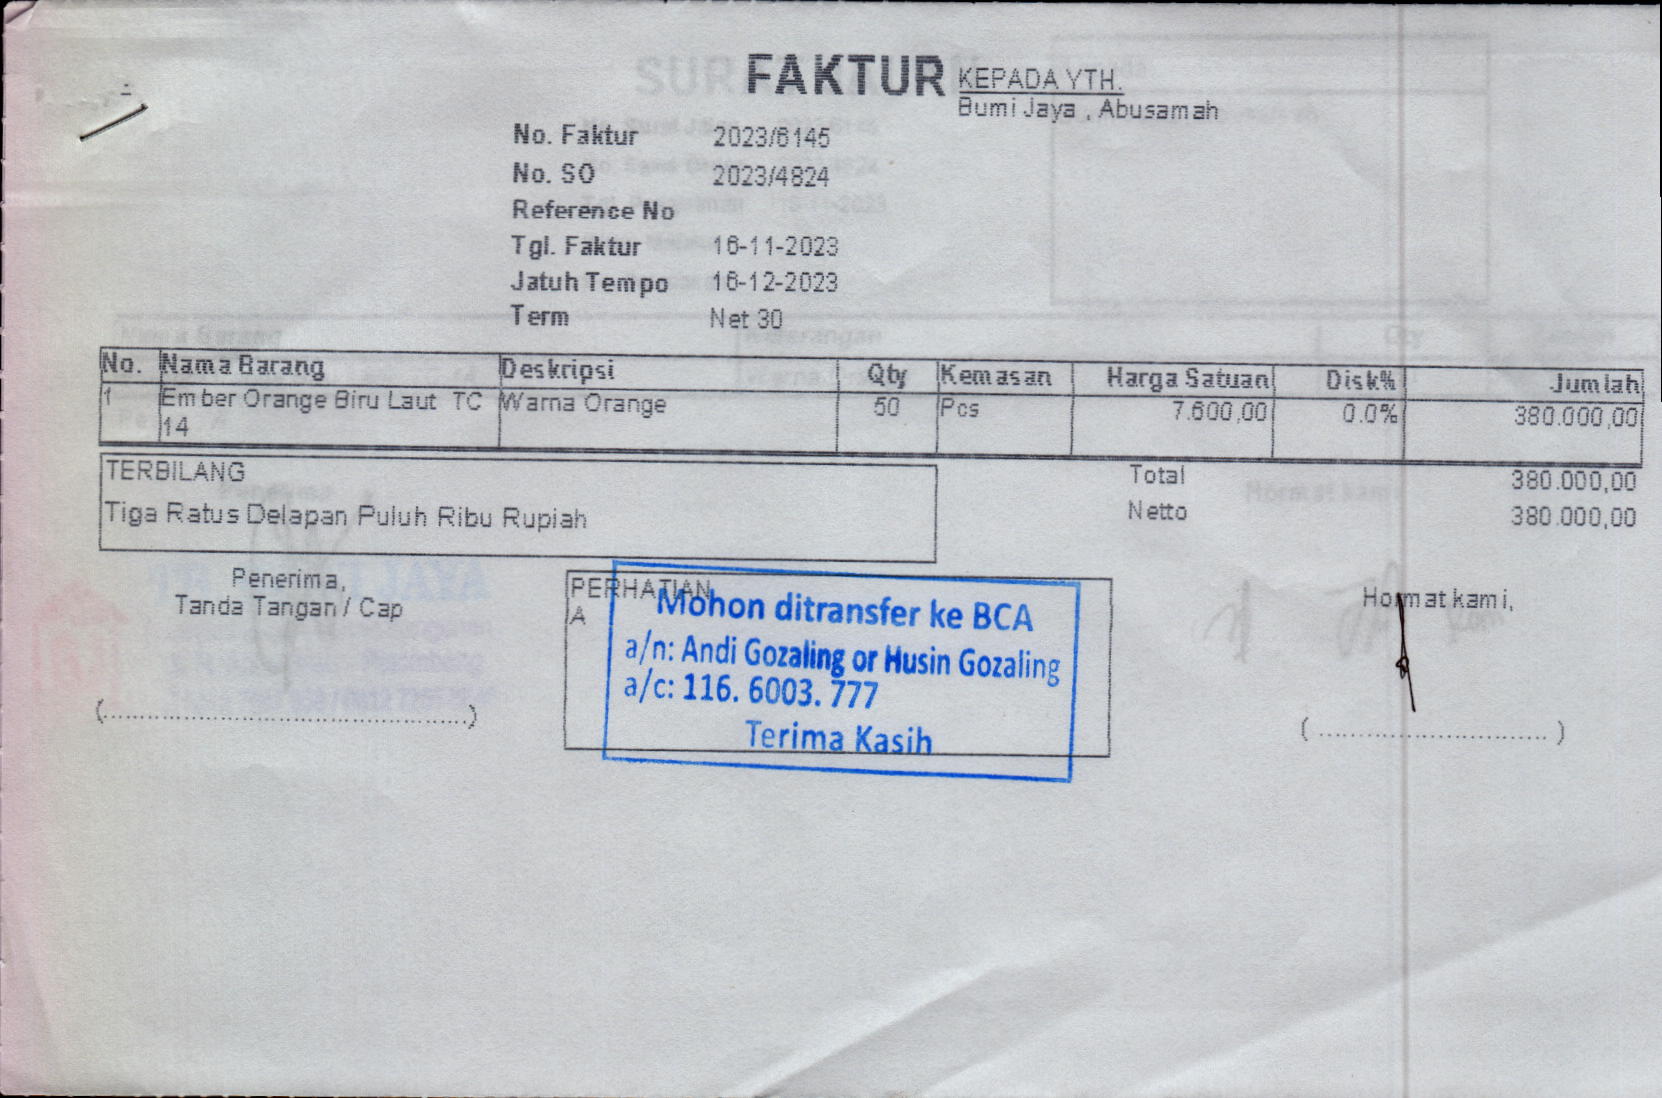 FAKTUR
KEPADA YTH.
Bumi Jaya , Abusamah
No. Faktur 2023/6145
No. SO 2023/4824
Reference No
Tgl. Faktur 16-11-2023
Jatuh Tempo 16-12-2023
Term Net 30
No. Nama Barang Deskripsi Qty Kemasan Harga Satuan Disk% Jumlah
1 Ember Orange Biru Laut TC Warna Orange 50 Pcs 7.600,00 0.0% 380.000,00
14
TERBILANG Total 380.000,00
Tiga Ratus Delapan Puluh Ribu Rupiah Netto 380.000,00
Penerima,
Tanda Tangan / Cap
PERHATIAN
A
Mohon ditransfer ke BCA
a/n: Andi Gozaling or Husin Gozaling
a/c: 116. 6003. 777
Terima Kasih
Hormat kami,